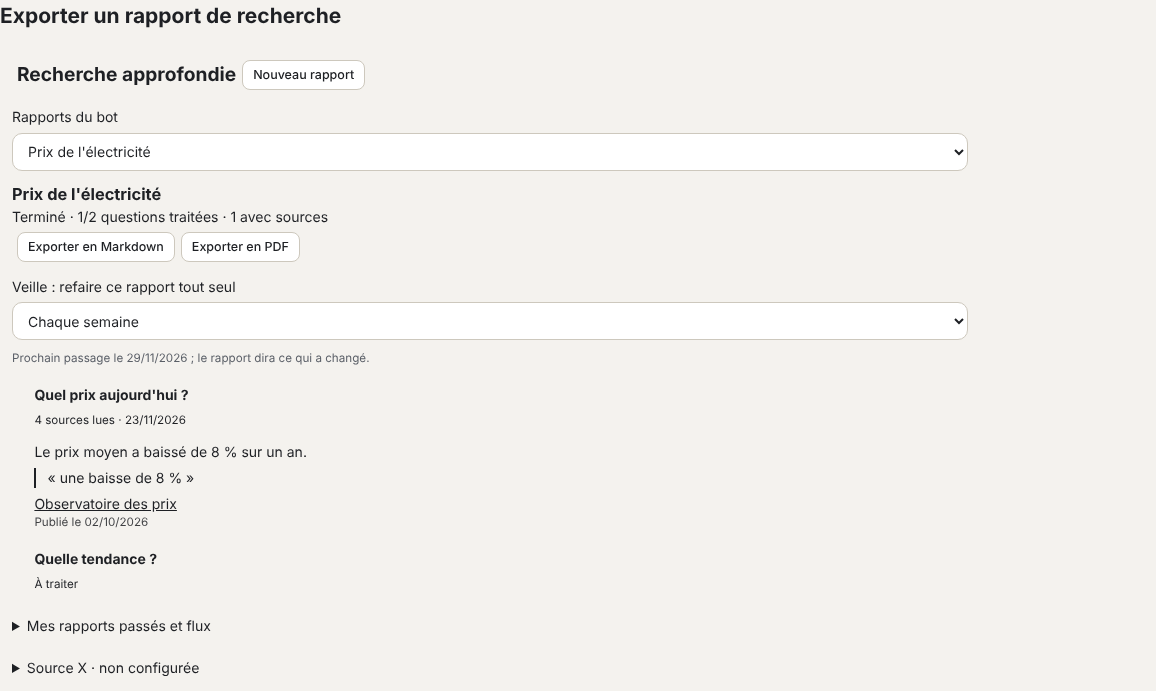 Exporter un rapport de recherche
Recherche approfondie
Nouveau rapport
Rapports du bot
Prix de l'électricité
Prix de l'électricité
Terminé · 1/2 questions traitées · 1 avec sources
Exporter en Markdown
Exporter en PDF
Veille : refaire ce rapport tout seul
Chaque semaine
Prochain passage le 29/11/2026 ; le rapport dira ce qui a changé.
Quel prix aujourd'hui ?
4 sources lues · 23/11/2026
Le prix moyen a baissé de 8 % sur un an.
« une baisse de 8 % »
Observatoire des prix
Publié le 02/10/2026
Quelle tendance ?
À traiter
Mes rapports passés et flux
Source X · non configurée